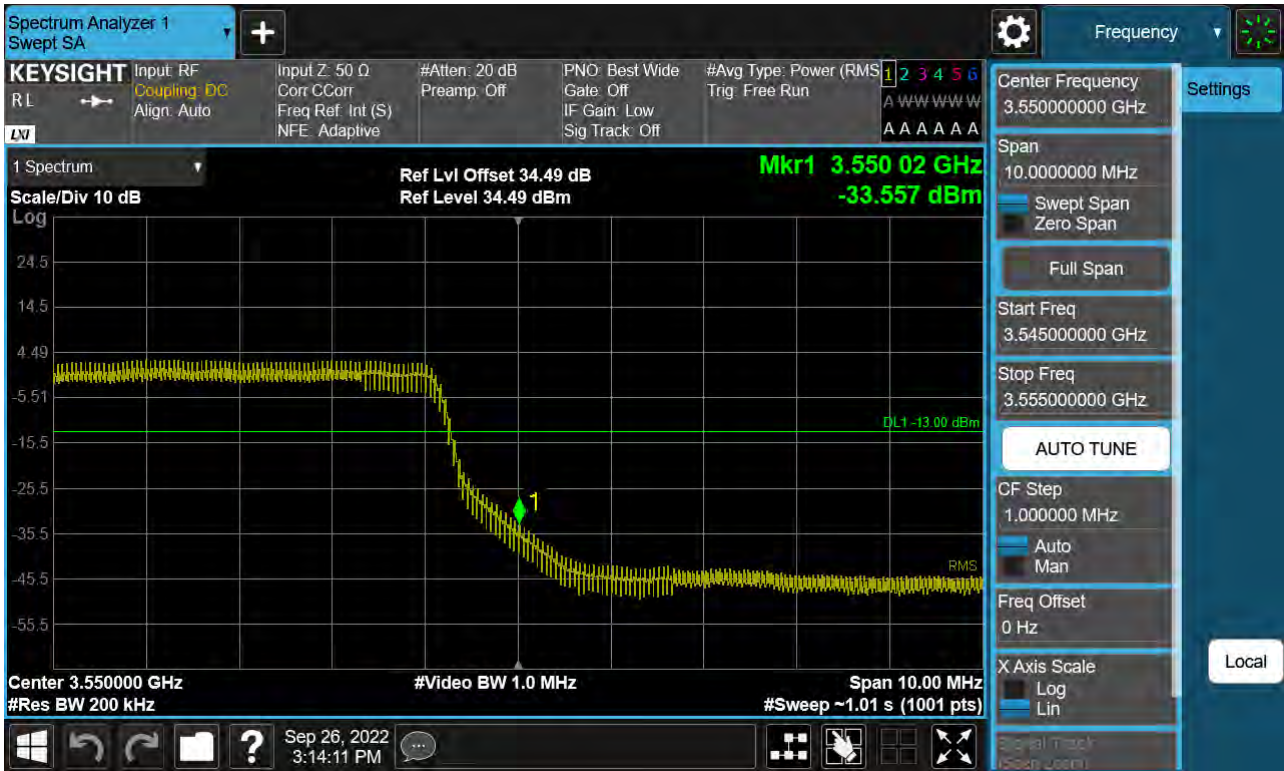 Spectrum Analyzer 1
Swept SA
Frequency
KEYSIGHT
RL
LXI
Input: RF
Coupling: DC
Align: Auto
Input Z: 50 Ω
Corr CCorr
Freq Ref: Int (S)
NFE: Adaptive
#Atten: 20 dB
Preamp: Off
PNO: Best Wide
Gate: Off
IF Gain: Low
Sig Track: Off
#Avg Type: Power (RMS
Trig: Free Run
1 2 3 4 5 6
A W W W W W
A A A A A A
1 Spectrum
Scale/Div 10 dB
Log
Ref Lvl Offset 34.49 dB
Ref Level 34.49 dBm
Mkr1 3.550 02 GHz
-33.557 dBm
24.5
14.5
4.49
-5.51
-15.5
-25.5
-35.5
-45.5
-55.5
DL1 -13.00 dBm
1
RMS
Center 3.550000 GHz
#Res BW 200 kHz
#Video BW 1.0 MHz
Span 10.00 MHz
#Sweep ~1.01 s (1001 pts)
Center Frequency
3.550000000 GHz
Settings
Span
10.0000000 MHz
Swept Span
Zero Span
Full Span
Start Freq
3.545000000 GHz
Stop Freq
3.555000000 GHz
AUTO TUNE
CF Step
1.000000 MHz
Auto
Man
Freq Offset
0 Hz
X Axis Scale
Log
Lin
Signal Track
(Span Zoom)
Local
?
Sep 26, 2022
3:14:11 PM